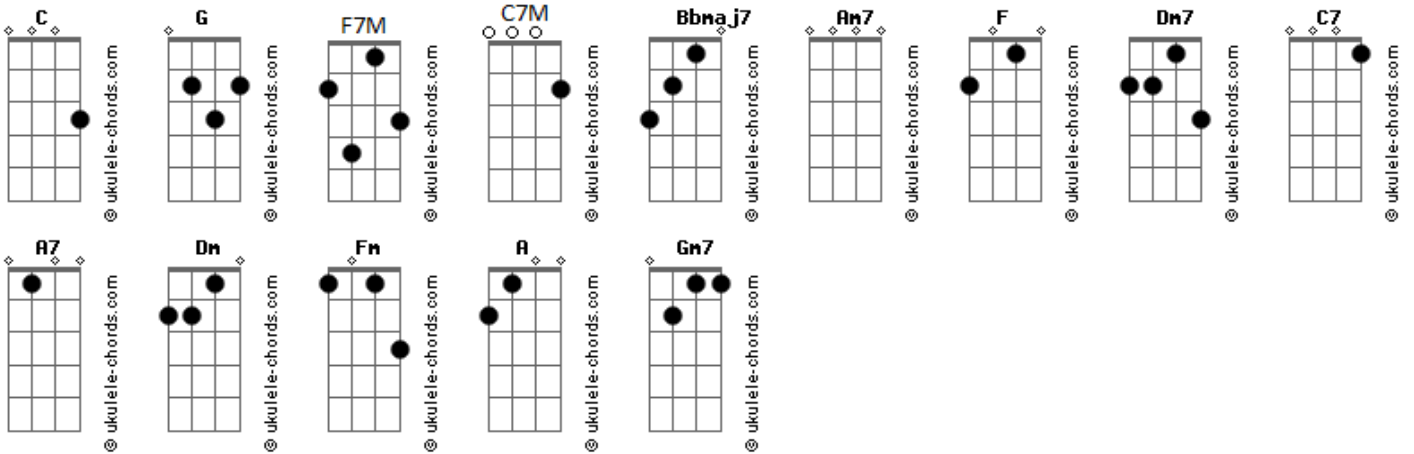 C G F7M C7M Bbmaj7 Am7 F Dm7 C7
© ukulele-chords.com © ukulele-chords.com © ukulele-chords.com © ukulele-chords.com © ukulele-chords.com © ukulele-chords.com © ukulele-chords.com © ukulele-chords.com © ukulele-chords.com
A7 Dm Fm A Gm7
© ukulele-chords.com © ukulele-chords.com © ukulele-chords.com © ukulele-chords.com © ukulele-chords.com